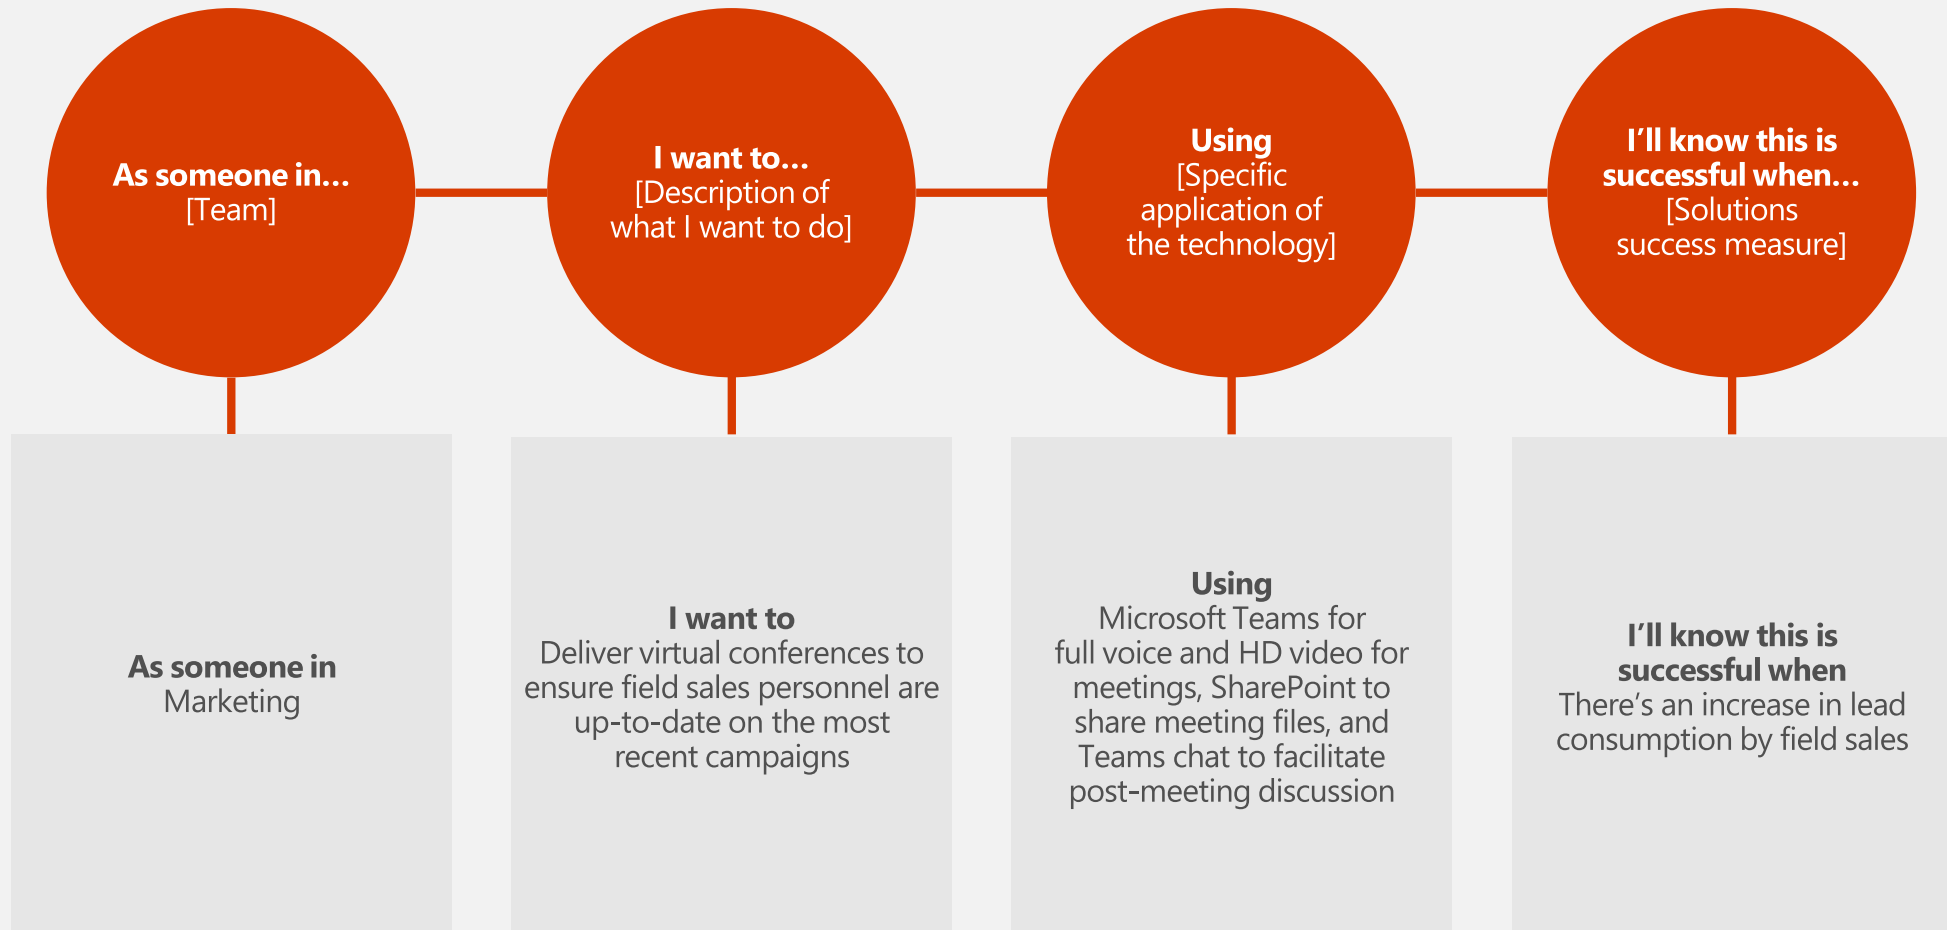 As someone in…
[Team]
I want to…
[Description of
what I want to do]
Using
[Specific
application of
the technology]
I’ll know this is
successful when…
[Solutions
success measure]
As someone in
Marketing
I want to
Deliver virtual conferences to
ensure field sales personnel are
up-to-date on the most
recent campaigns
Using
Microsoft Teams for
full voice and HD video for
meetings, SharePoint to
share meeting files, and
Teams chat to facilitate
post-meeting discussion
I’ll know this is
successful when
There’s an increase in lead
consumption by field sales